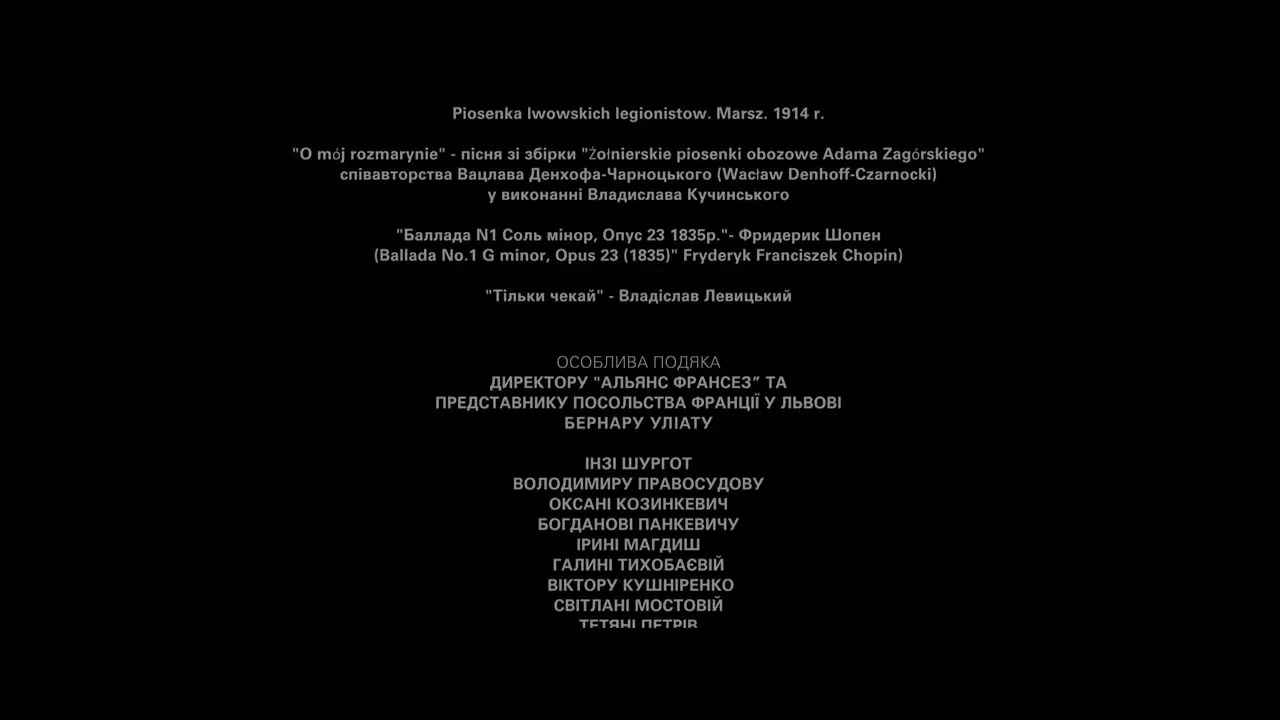 Piosenka lwowskich legionistow. Marsz. 1914 r.
"O mój rozmarynie" - пісня зі збірки "Żołnierskie piosenki obozowe Adama Zagórskiego"
співавторства Вацлава Денхофа-Чарноцького (Wacław Denhoff-Czarnocki)
у виконанні Владислава Кучинського
"Баллада N1 Соль мінор, Опус 23 1835р."- Фридерик Шопен
(Ballada No.1 G minor, Opus 23 (1835)" Fryderyk Franciszek Chopin)
"Тільки чекай" - Владіслав Левицький
ОСОБЛИВА ПОДЯКА
ДИРЕКТОРУ "АЛЬЯНС ФРАНСЕЗ” ТА
ПРЕДСТАВНИКУ ПОСОЛЬСТВА ФРАНЦІЇ У ЛЬВОВІ
БЕРНАРУ УЛІАТУ
ІНЗІ ШУРГОТ
ВОЛОДИМИРУ ПРАВОСУДОВУ
ОКСАНІ КОЗИНКЕВИЧ
БОГДАНОВІ ПАНКЕВИЧУ
ІРИНІ МАГДИШ
ГАЛИНІ ТИХОБАЄВІЙ
ВІКТОРУ КУШНІРЕНКО
СВІТЛАНІ МОСТОВІЙ
ТЕТЯНІ ПЕТРІВ